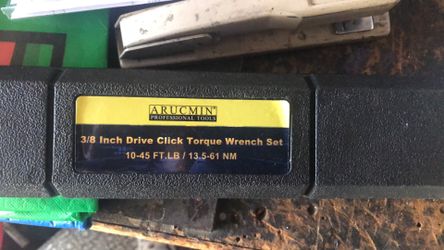 ARUCMIN
PROFESSIONAL TOOLS
3/8 Inch Drive Click Torque Wrench Set
10-45 FT.LB / 13.5-61 NM